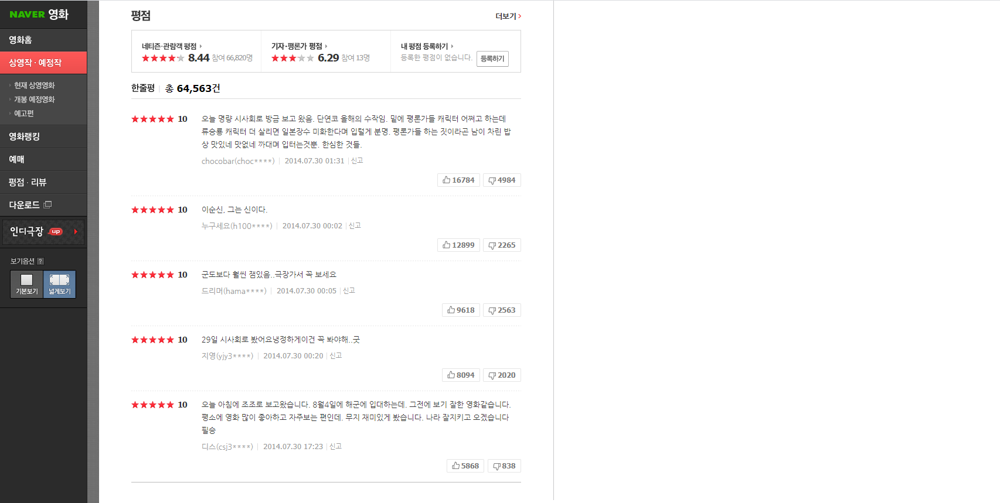 NAVER 영화
영화홈
상영작 · 예정작
현재 상영영화
개봉 예정영화
예고편
영화랭킹
예매
평점 · 리뷰
다운로드
인디극장 up
보기옵션 ?
기본보기 넓게보기
평점 더보기
네티즌·관람객 평점 기자·평론가 평점 내 평점 등록하기
8.44 참여 66,820명 6.29 참여 13명 등록한 평점이 없습니다. 등록하기
한줄평 총 64,563건
10 오늘 명량 시사회로 방금 보고 왔음. 단연코 올해의 수작임. 밑에 평론가들 캐릭터 어쩌고 하는데
류승룡 캐릭터 더 살리면 일본장수 미화한다며 입털게 분명. 평론가들 하는 짓이라곤 남이 차린 밥
상 맛있네 맛없네 까대며 입터는것뿐. 한심한 것들.
chocobar(choc****) 2014.07.30 01:31 신고
16784 4984
10 이순신, 그는 신이다.
누구세요(h100****) 2014.07.30 00:02 신고
12899 2265
10 군도보다 훨씬 잼있음..극장가서 꼭 보세요
드리머(hama****) 2014.07.30 00:05 신고
9618 2563
10 29일 시사회로 봤어요냉정하게이건 꼭 봐야해..굿
지영(yjy3****) 2014.07.30 00:20 신고
8094 2020
10 오늘 아침에 조조로 보고왔습니다. 8월4일에 해군에 입대하는데. 그전에 보기 잘한 영화같습니다.
평소에 영화 많이 좋아하고 자주보는 편인데. 무지 재미있게 봤습니다. 나라 잘지키고 오겠습니다
필승
디스(csj3****) 2014.07.30 17:23 신고
5868 838